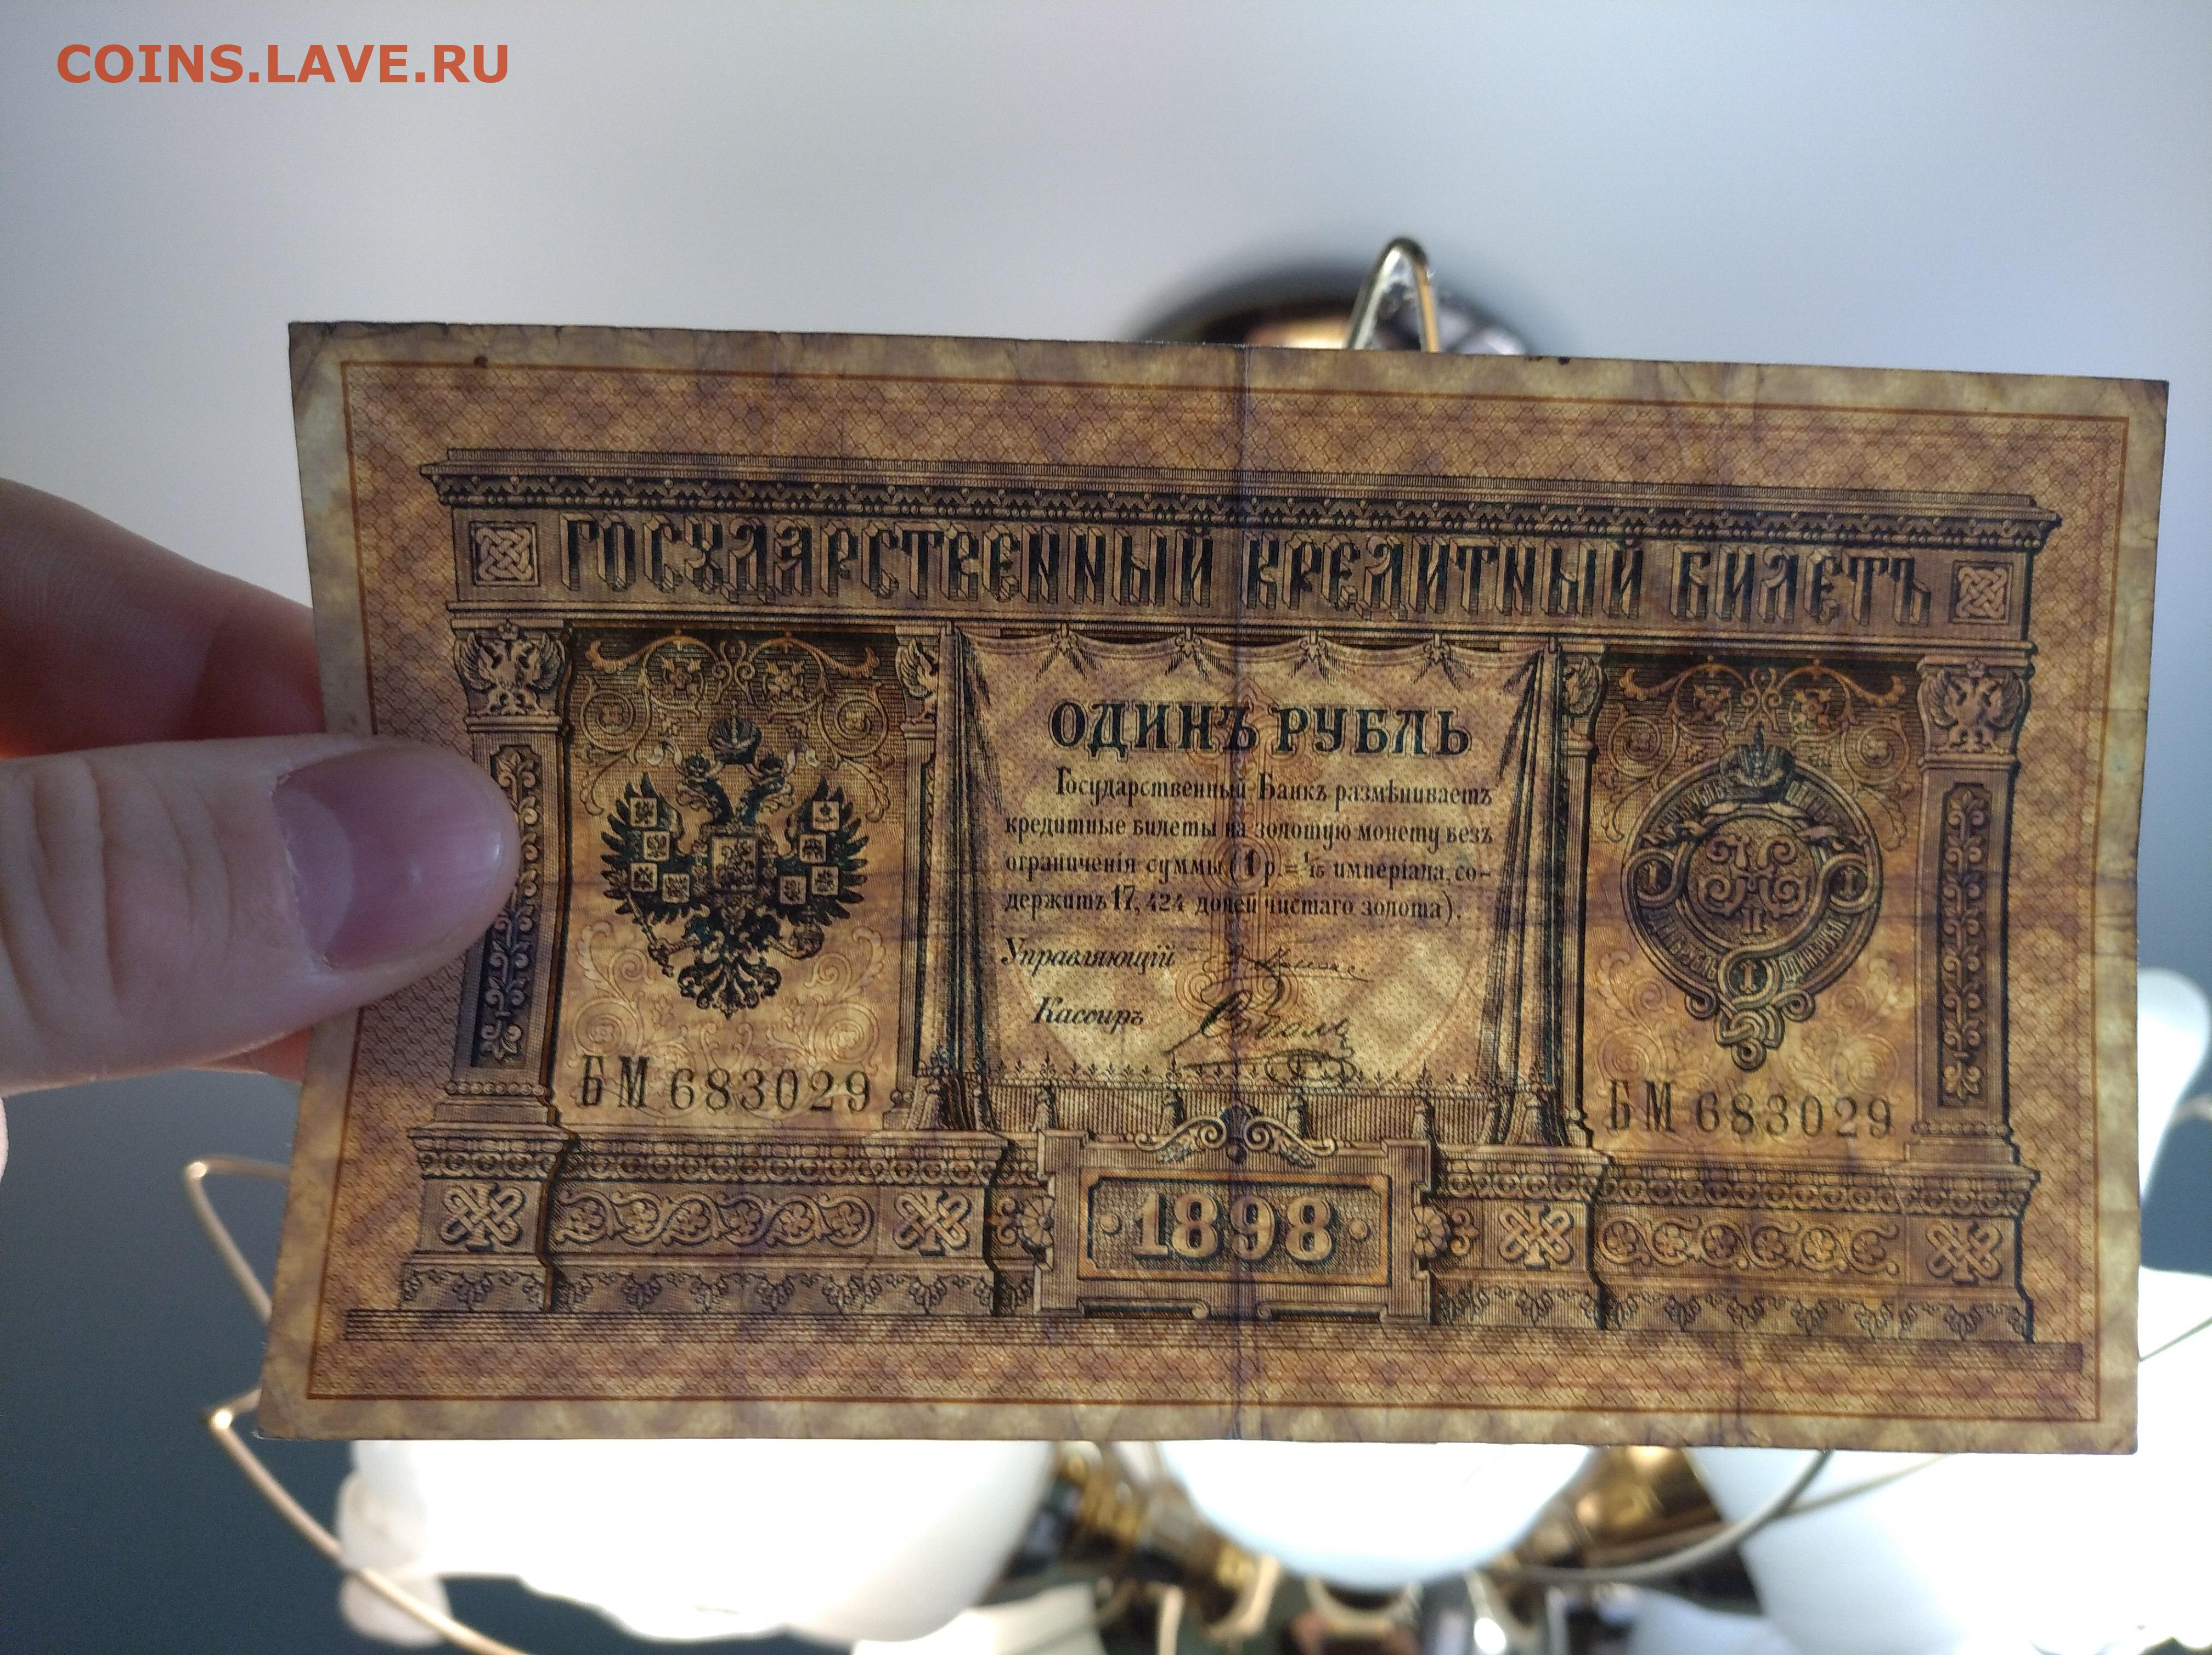 COINS.LAVE.RU
ГОСУДАРСТВЕННЫЙ КРЕДИТНЫЙ БИЛЕТЪ
ОДИНЪ РУБЛЬ
Государственный Банкъ размѣниваетъ
кредитные билеты на золотую монету безъ
ограниченія суммы (1 р. = 1/15 имперіала, со-
держитъ 17,424 долей чистаго золота).
Управляющій
Кассиръ
БМ 683029
БМ 683029
1898